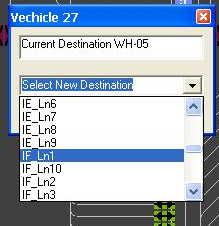 Vechicle 27
Current Destination WH-05
Select New Destination
IE_Ln6
IE_Ln7
IE_Ln8
IE_Ln9
IF_Ln1
IF_Ln10
IF_Ln2
IF_Ln3